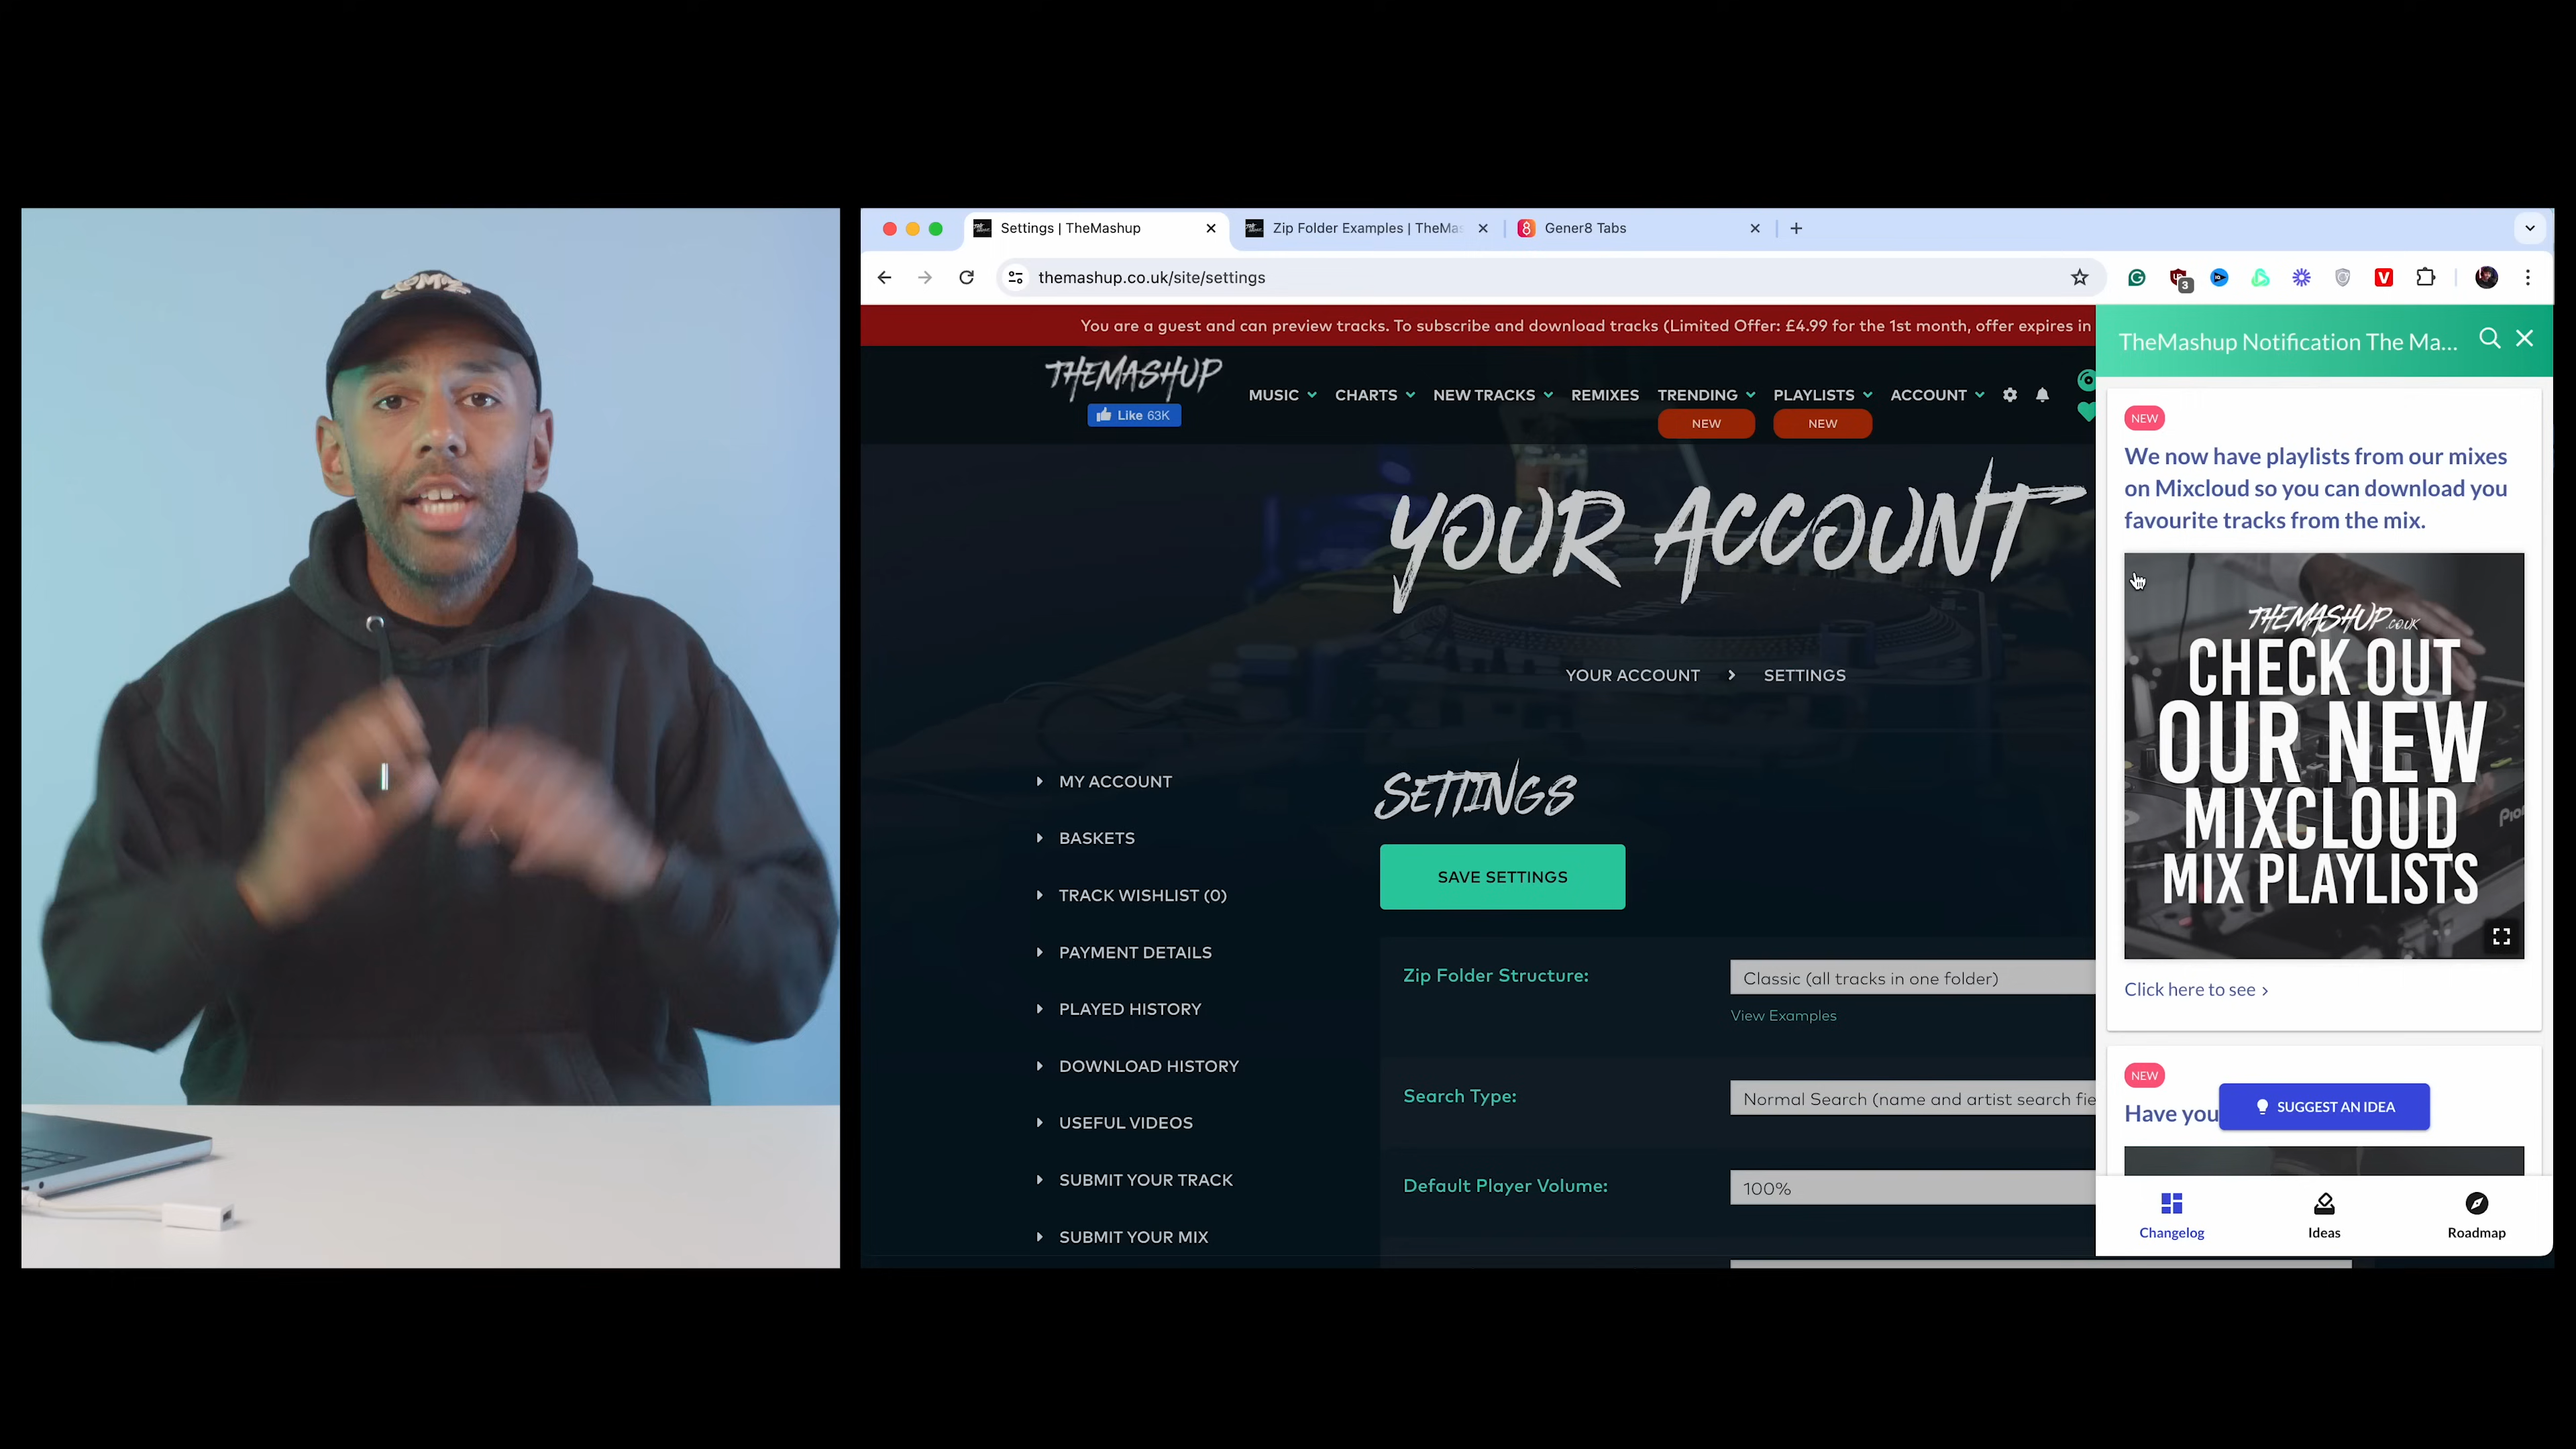 Settings | TheMashup
Zip Folder Examples | TheMas
Gener8 Tabs
themashup.co.uk/site/settings
3
You are a guest and can preview tracks. To subscribe and download tracks (Limited Offer: £4.99 for the 1st month, offer expires in
THEMASHUP
Like 63K
MUSIC
CHARTS
NEW TRACKS
REMIXES
TRENDING
PLAYLISTS
ACCOUNT
NEW
NEW
YOUR ACCOUNT
YOUR ACCOUNT > SETTINGS
MY ACCOUNT
BASKETS
TRACK WISHLIST (0)
PAYMENT DETAILS
PLAYED HISTORY
DOWNLOAD HISTORY
USEFUL VIDEOS
SUBMIT YOUR TRACK
SUBMIT YOUR MIX
SETTINGS
SAVE SETTINGS
Zip Folder Structure:
Classic (all tracks in one folder)
View Examples
Search Type:
Normal Search (name and artist search fie
Default Player Volume:
100%
TheMashup Notification The Ma...
NEW
We now have playlists from our mixes
on Mixcloud so you can download you
favourite tracks from the mix.
THEMASHUP.CO.UK
CHECK OUT
OUR NEW
MIXCLOUD
MIX PLAYLISTS
Click here to see ›
NEW
Have you
SUGGEST AN IDEA
Changelog
Ideas
Roadmap